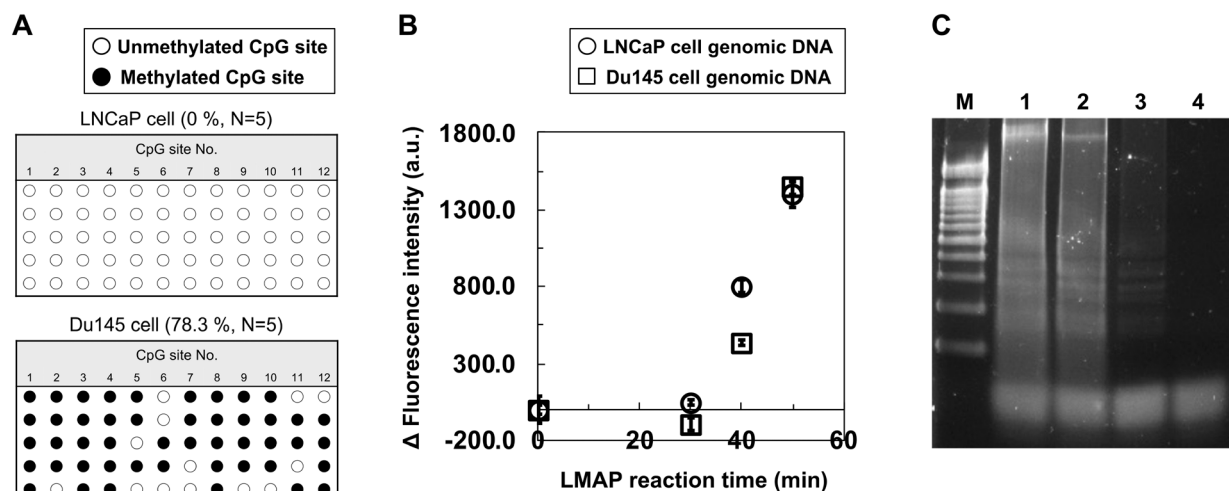 A
Unmethylated CpG site
Methylated CpG site
LNCaP cell (0 %, N=5)
CpG site No.
1 2 3 4 5 6 7 8 9 10 11 12
Du145 cell (78.3 %, N=5)
CpG site No.
1 2 3 4 5 6 7 8 9 10 11 12
B
LNCaP cell genomic DNA
Du145 cell genomic DNA
Δ Fluorescence intensity (a.u.)
1800.0
1300.0
800.0
300.0
-200.0
0 20 40 60
LMAP reaction time (min)
C
M 1 2 3 4